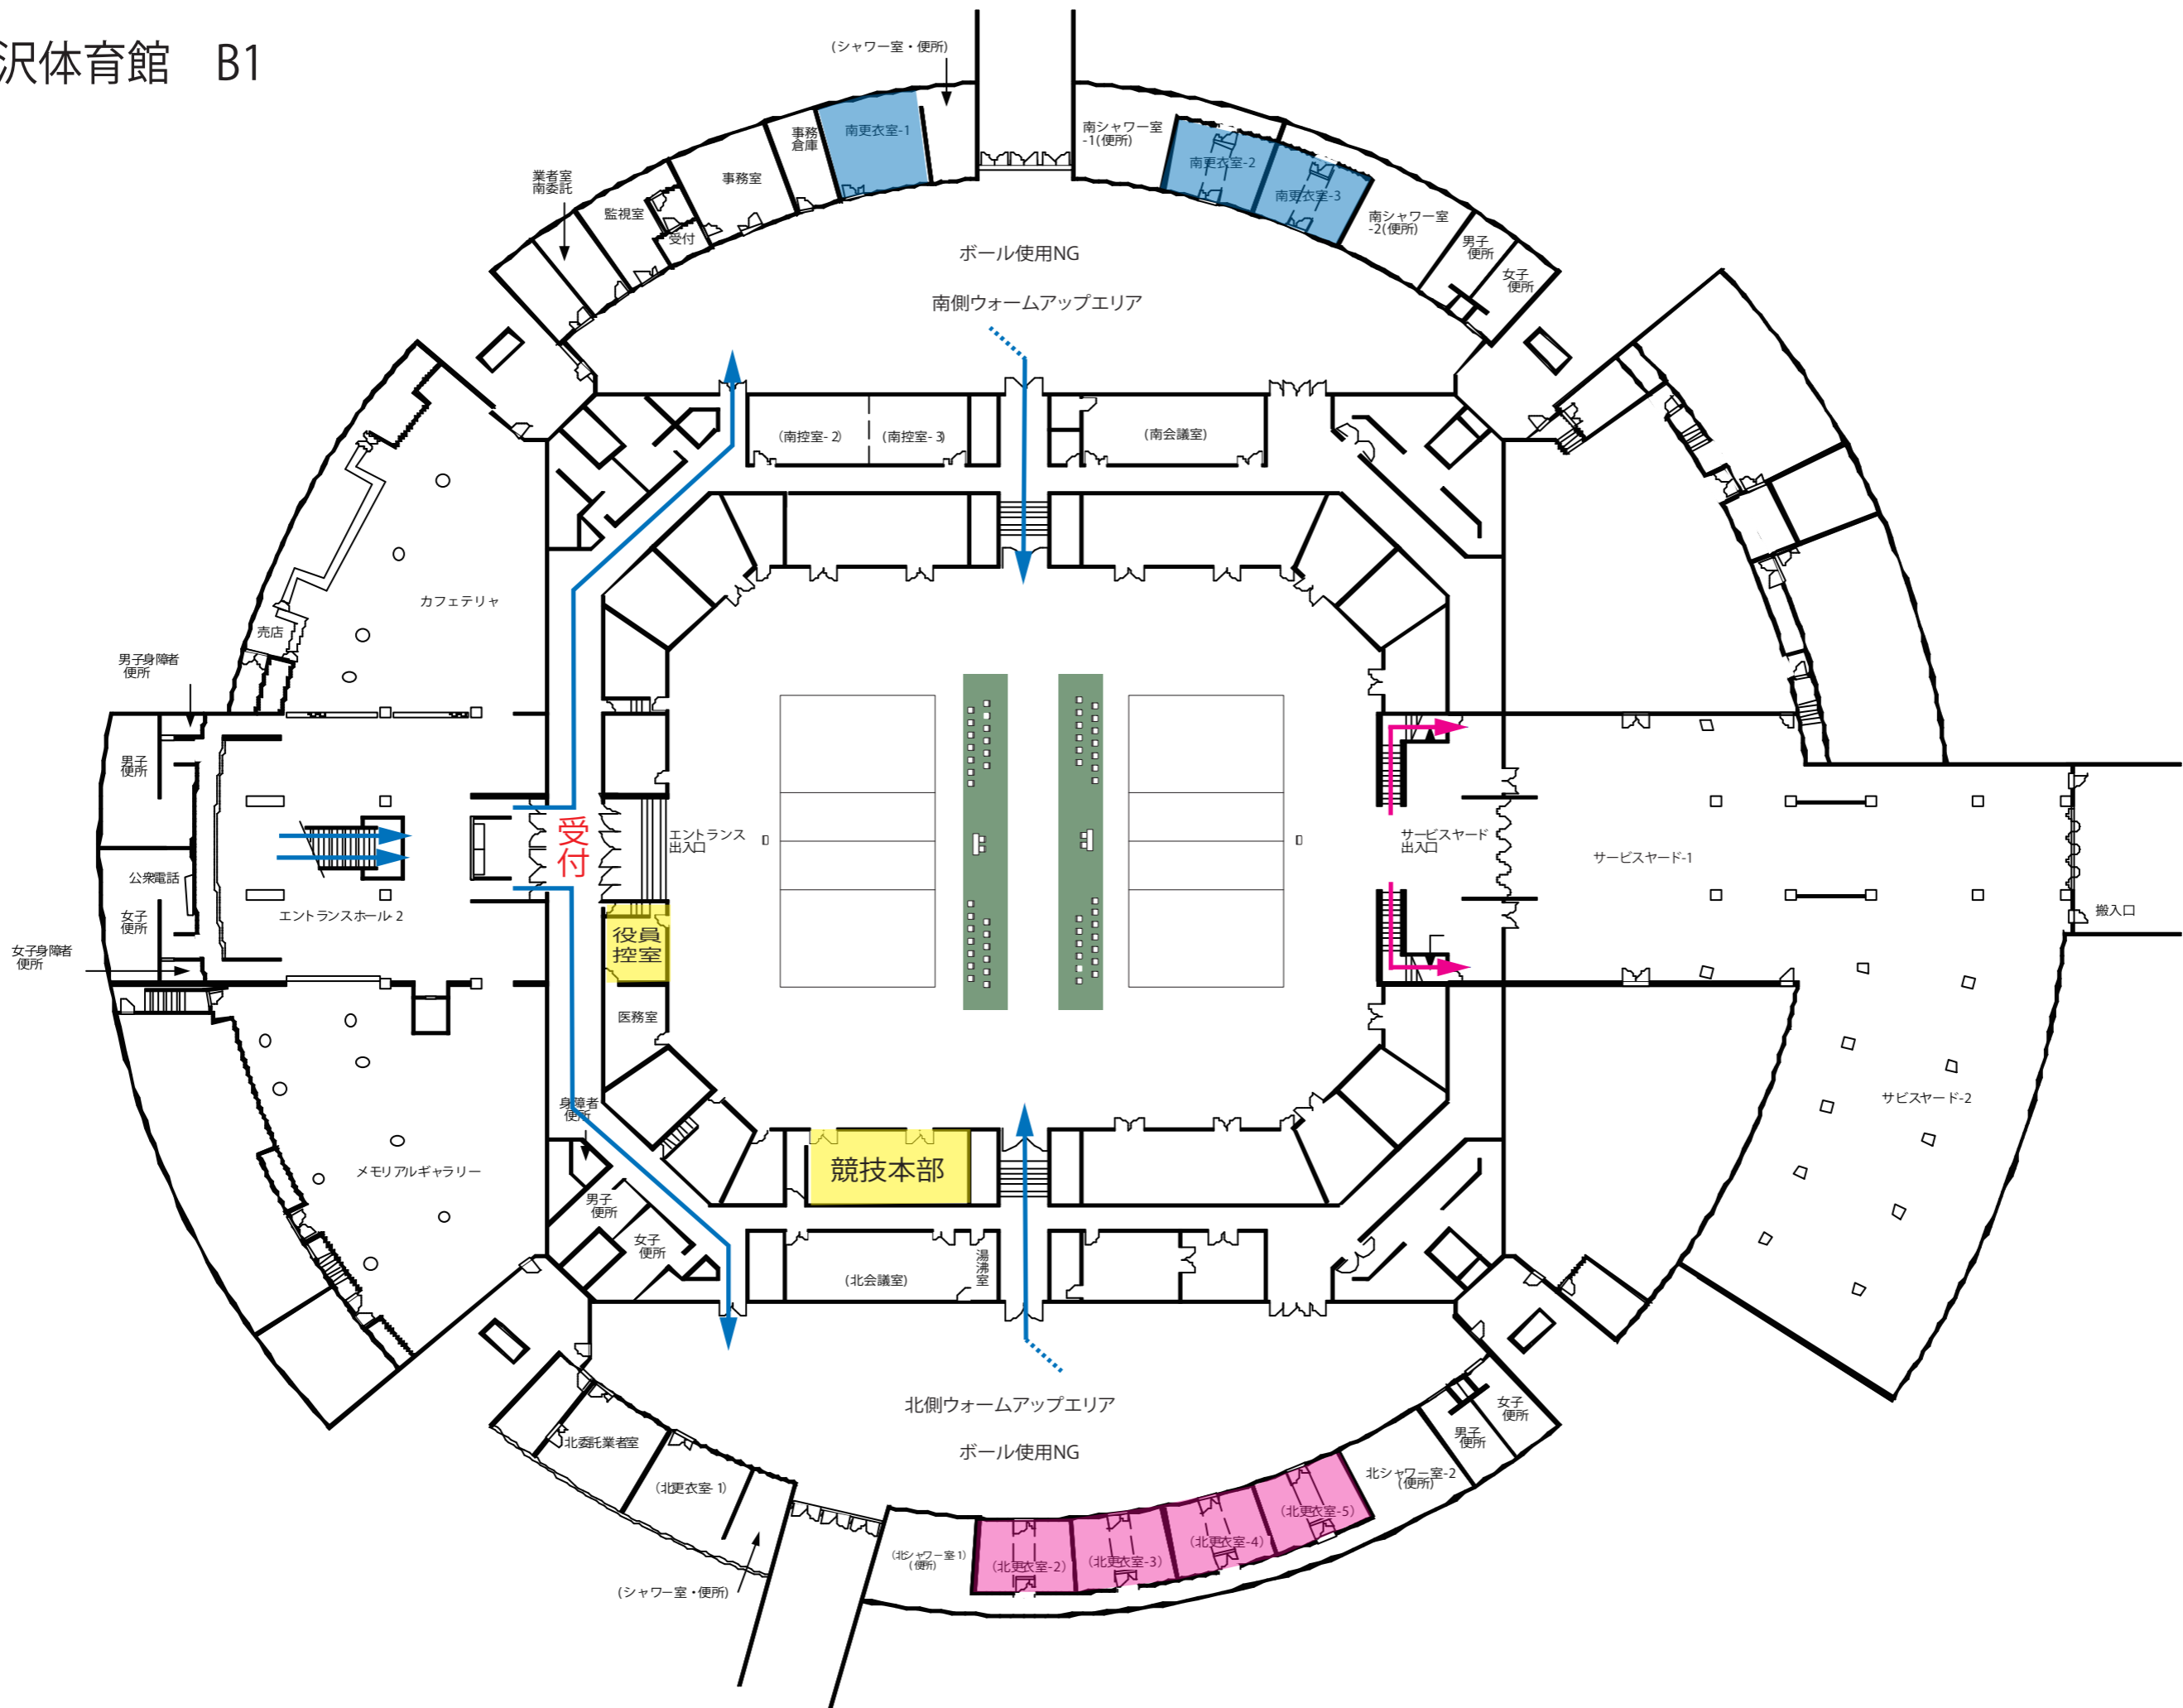 沢体育館 B1
(シャワー室・便所)
南シャワー室
-1(便所)
南更衣室-1
事務
倉庫
南更衣室-2
事務室
南更衣室-3
業者室
南委託
監視室
受付
南シャワー室
-2(便所)
男子
便所
女子
便所
ボール使用NG
南側ウォームアップエリア
(南控室-2)
(南控室-3)
(南会議室)
カフェテリャ
売店
男子身障者
便所
男子
便所
受付
エントランス
出入口
サービスヤード
出入口
サービスヤード-1
公衆電話
女子
便所
エントランスホール2
搬入口
役員
控室
女子身障者
便所
医務室
身障者
便所
サビスヤード-2
競技本部
メモリアルギャラリー
男子
便所
女子
便所
(北会議室)
湯沸室
北側ウォームアップエリア
ボール使用NG
女子
便所
男子
便所
北委託業者室
(北更衣室1)
北シャワー室-2
(便所)
(北更衣室-5)
(北更衣室-4)
(北更衣室-3)
(北更衣室-2)
(北シャワー室1)
(便所)
(シャワー室・便所)